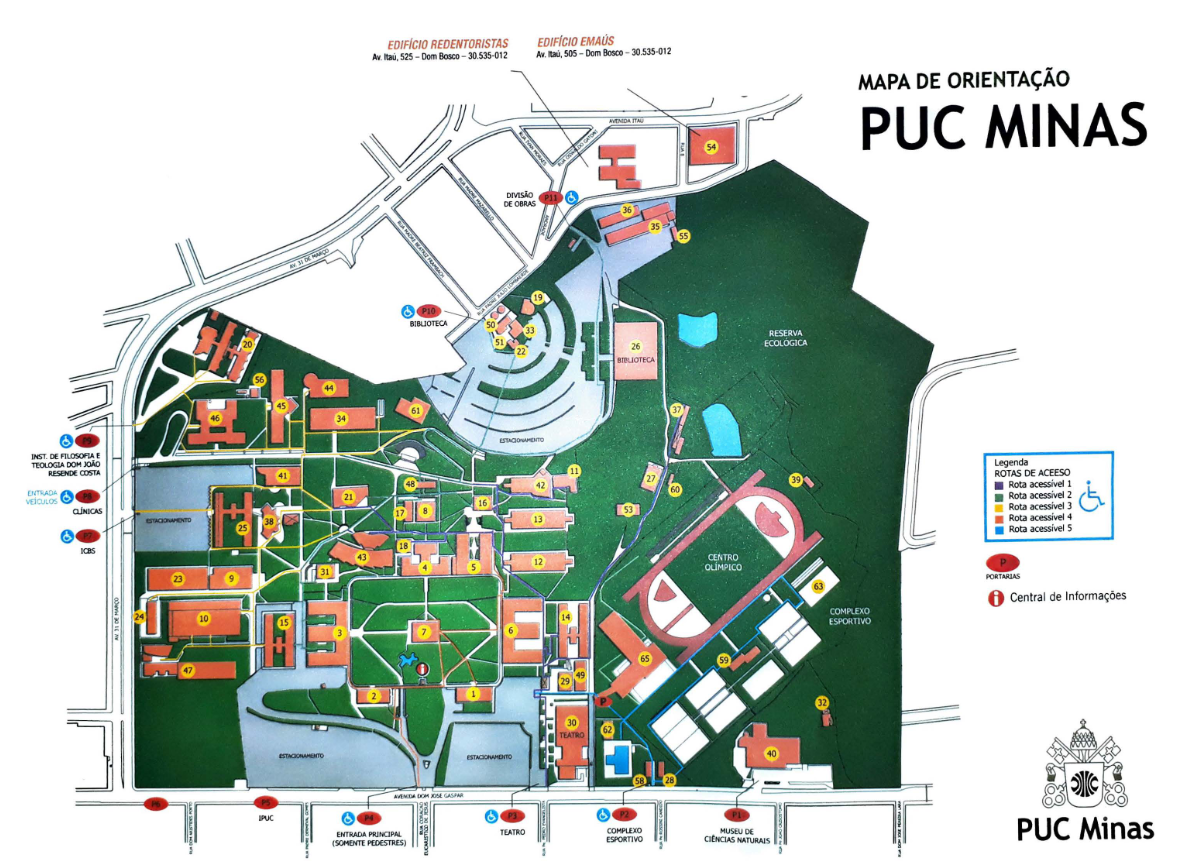 EDIFÍCIO REDENTORISTAS
Av. Itaú, 525 – Dom Bosco – 30.535-012
EDIFÍCIO EMAÚS
Av. Itaú, 505 – Dom Bosco – 30.535-012
MAPA DE ORIENTAÇÃO
PUC MINAS
AVENIDA ITAÚ
54
DIVISÃO
DE OBRAS
P11
36
35
55
AV. 31 DE MARÇO
P10
BIBLIOTECA
19
50
33
51
22
26
BIBLIOTECA
RESERVA
ECOLÓGICA
20
56
44
45
46
34
61
37
ESTACIONAMENTO
P9
INST. DE FILOSOFIA E
TEOLOGIA DOM JOÃO
RESENDE COSTA
ENTRADA
VEÍCULOS
P8
CLÍNICAS
P7
ICBS
ESTACIONAMENTO
41
21
48
42
11
27
60
39
16
17
8
13
53
25
38
18
43
4
5
12
CENTRO
OLÍMPICO
31
23
9
63
COMPLEXO
ESPORTIVO
24
10
15
3
7
6
14
65
59
47
AV. 31 DE MARÇO
2
1
29
49
P
32
30
TEATRO
62
40
ESTACIONAMENTO
ESTACIONAMENTO
58
28
AVENIDA DOM JOSÉ GASPAR
P6
P5
IPUC
P4
ENTRADA PRINCIPAL
(SOMENTE PEDESTRES)
P3
TEATRO
P2
COMPLEXO
ESPORTIVO
P1
MUSEU DE
CIÊNCIAS NATURAIS
Legenda
ROTAS DE ACEESO
Rota acessível 1
Rota acessível 2
Rota acessível 3
Rota acessível 4
Rota acessível 5
P
PORTARIAS
i Central de Informações
PUC Minas